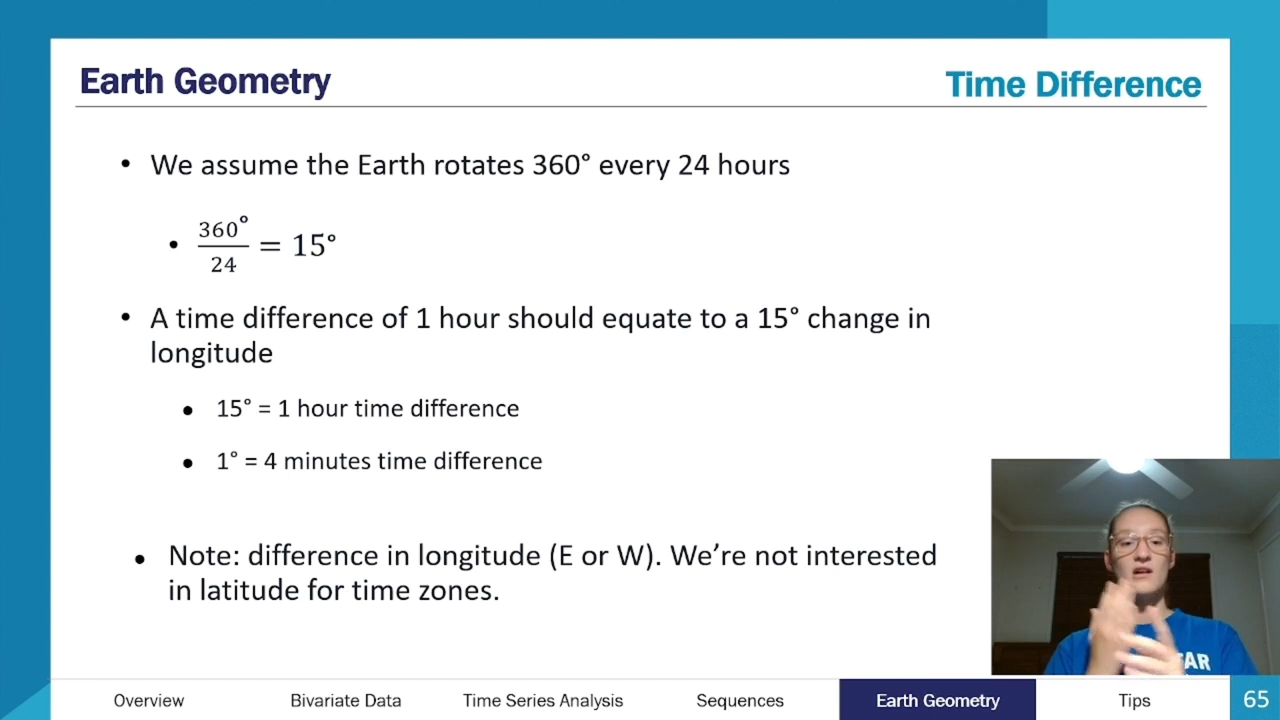 Earth Geometry
Time Difference
• We assume the Earth rotates 360° every 24 hours
• 360°/24 = 15°
• A time difference of 1 hour should equate to a 15° change in
longitude
• 15° = 1 hour time difference
• 1° = 4 minutes time difference
• Note: difference in longitude (E or W). We’re not interested
in latitude for time zones.
TAR
Overview Bivariate Data Time Series Analysis Sequences Earth Geometry Tips 65